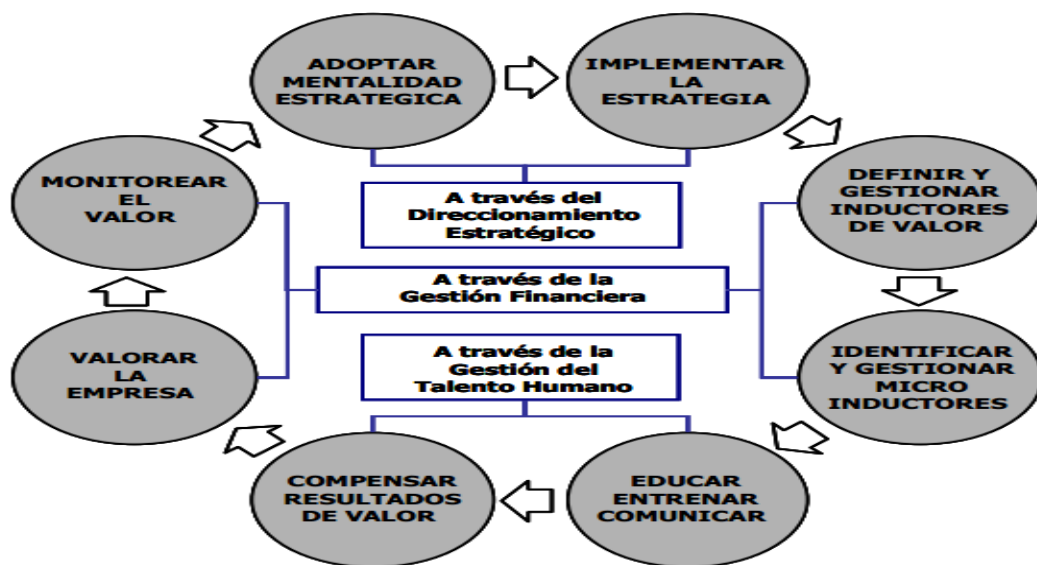 ADOPTAR
MENTALIDAD
ESTRATEGICA
IMPLEMENTAR
LA
ESTRATEGIA
DEFINIR Y
GESTIONAR
INDUCTORES
DE VALOR
IDENTIFICAR
Y GESTIONAR
MICRO
INDUCTORES
EDUCAR
ENTRENAR
COMUNICAR
COMPENSAR
RESULTADOS
DE VALOR
VALORAR
LA
EMPRESA
MONITOREAR
EL
VALOR
A través del
Direccionamiento
Estratégico
A través de la
Gestión Financiera
A través de la
Gestión del
Talento Humano